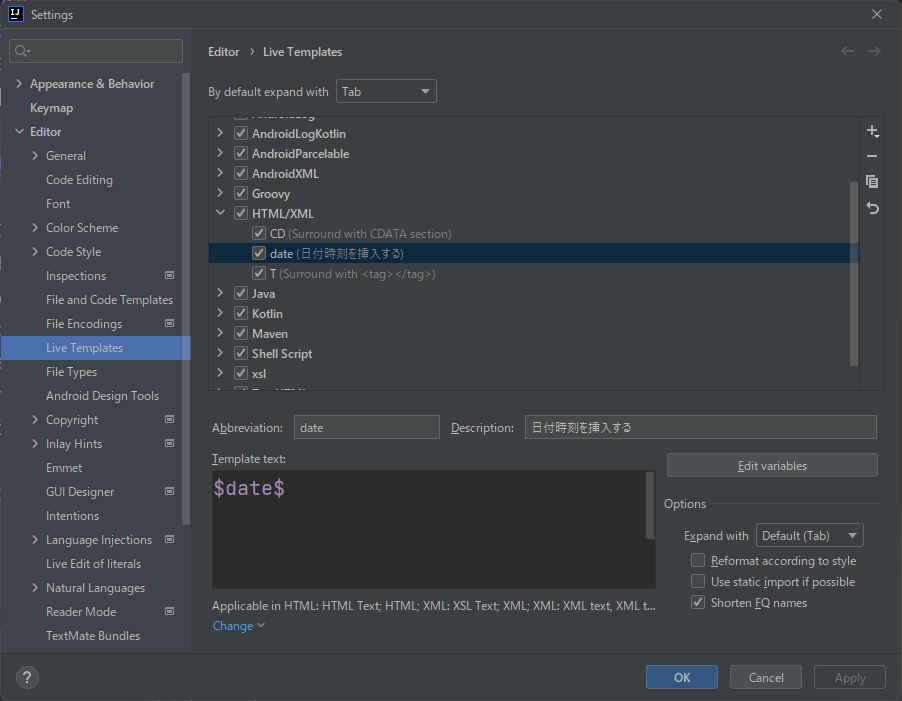 IJ Settings
Editor › Live Templates
By default expand with Tab
Appearance & Behavior
Keymap
Editor
General
Code Editing
Font
Color Scheme
Code Style
Inspections
File and Code Templates
File Encodings
Live Templates
File Types
Android Design Tools
Copyright
Inlay Hints
Emmet
GUI Designer
Intentions
Language Injections
Live Edit of literals
Natural Languages
Reader Mode
TextMate Bundles
AndroidLogKotlin
AndroidParcelable
AndroidXML
Groovy
HTML/XML
CD (Surround with CDATA section)
date (日付時刻を挿入する)
T (Surround with <tag></tag>)
Java
Kotlin
Maven
Shell Script
xsl
Abbreviation: date
Description: 日付時刻を挿入する
Template text:
$date$
Edit variables
Options
Expand with Default (Tab)
Reformat according to style
Use static import if possible
Shorten FQ names
Applicable in HTML: HTML Text; HTML; XML: XSL Text; XML; XML: XML text, XML t...
Change
?
OK
Cancel
Apply